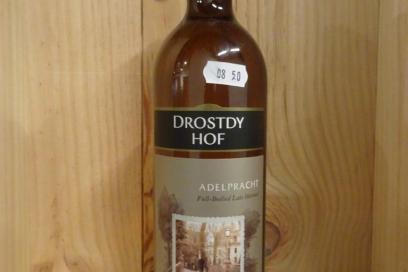 08 50
DROSTDY
HOF
ADELPRACHT
Full-Bodied Late Harvest